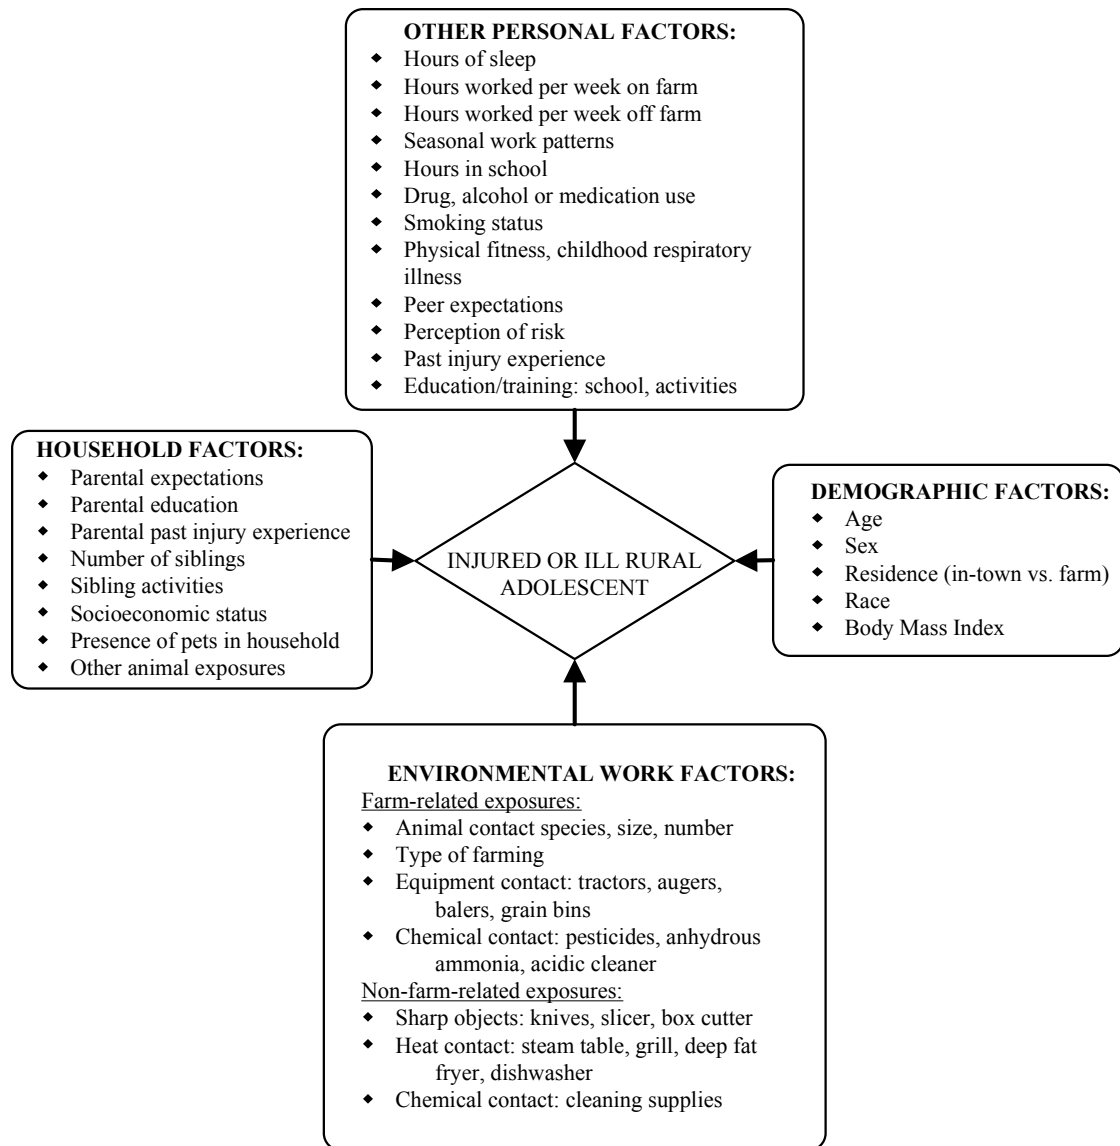 OTHER PERSONAL FACTORS:
◆ Hours of sleep
◆ Hours worked per week on farm
◆ Hours worked per week off farm
◆ Seasonal work patterns
◆ Hours in school
◆ Drug, alcohol or medication use
◆ Smoking status
◆ Physical fitness, childhood respiratory
illness
◆ Peer expectations
◆ Perception of risk
◆ Past injury experience
◆ Education/training: school, activities
HOUSEHOLD FACTORS:
◆ Parental expectations
◆ Parental education
◆ Parental past injury experience
◆ Number of siblings
◆ Sibling activities
◆ Socioeconomic status
◆ Presence of pets in household
◆ Other animal exposures
INJURED OR ILL RURAL
ADOLESCENT
DEMOGRAPHIC FACTORS:
◆ Age
◆ Sex
◆ Residence (in-town vs. farm)
◆ Race
◆ Body Mass Index
ENVIRONMENTAL WORK FACTORS:
Farm-related exposures:
◆ Animal contact species, size, number
◆ Type of farming
◆ Equipment contact: tractors, augers,
balers, grain bins
◆ Chemical contact: pesticides, anhydrous
ammonia, acidic cleaner
Non-farm-related exposures:
◆ Sharp objects: knives, slicer, box cutter
◆ Heat contact: steam table, grill, deep fat
fryer, dishwasher
◆ Chemical contact: cleaning supplies